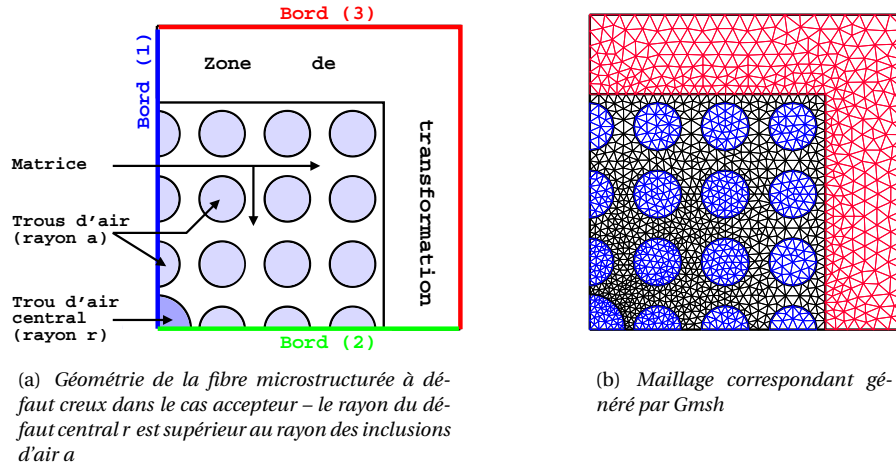 Bord (3)
Bord (1)
Zone de
transformation
Matrice
Trous d'air
(rayon a)
Trou d'air
central
(rayon r)
Bord (2)
(a) Géométrie de la fibre microstructurée à dé-
faut creux dans le cas accepteur – le rayon du dé-
faut central r est supérieur au rayon des inclusions
d'air a
(b) Maillage correspondant gé-
néré par Gmsh